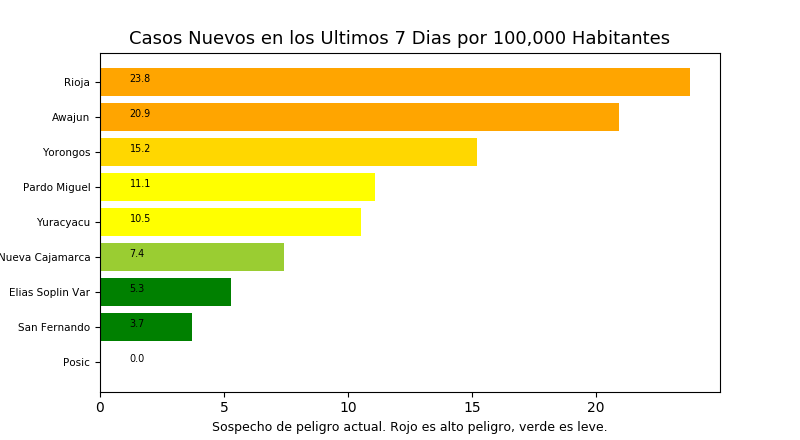 Casos Nuevos en los Ultimos 7 Dias por 100,000 Habitantes
Rioja 23.8
Awajun 20.9
Yorongos 15.2
Pardo Miguel 11.1
Yuracyacu 10.5
Nueva Cajamarca 7.4
Elias Soplin Var 5.3
San Fernando 3.7
Posic 0.0
0 5 10 15 20
Sospecho de peligro actual. Rojo es alto peligro, verde es leve.